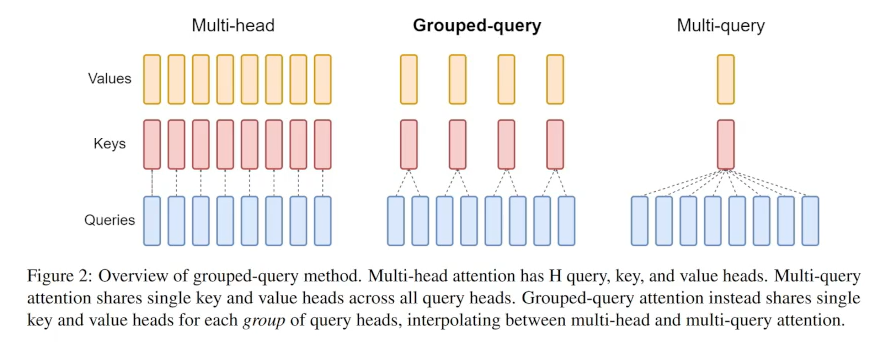 Multi-head
Grouped-query
Multi-query
Values
Keys
Queries
Figure 2: Overview of grouped-query method. Multi-head attention has H query, key, and value heads. Multi-query
attention shares single key and value heads across all query heads. Grouped-query attention instead shares single
key and value heads for each group of query heads, interpolating between multi-head and multi-query attention.